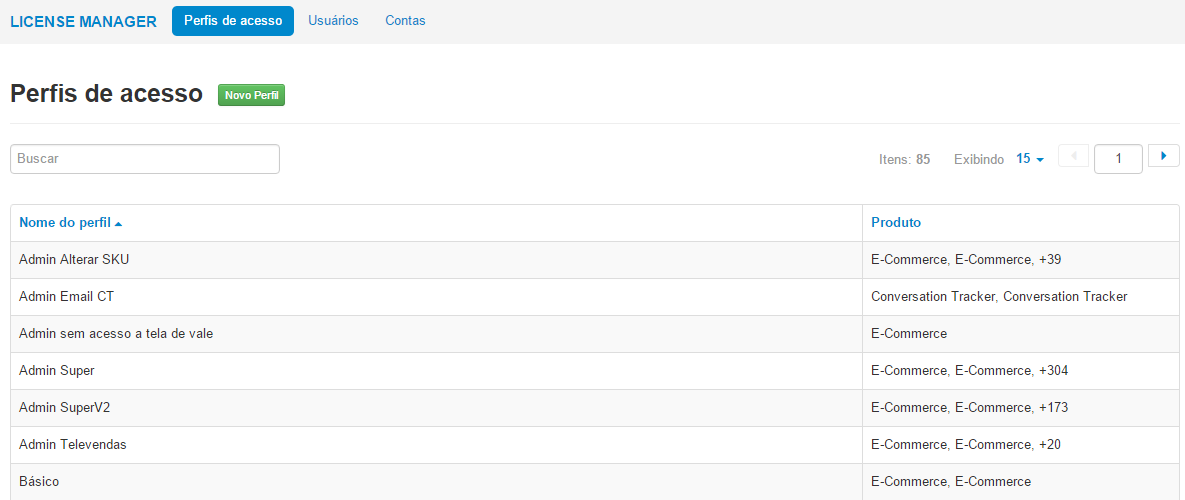 LICENSE MANAGER Perfis de acesso Usuários Contas
Perfis de acesso Novo Perfil
Buscar Itens: 85 Exibindo 15 1
Nome do perfil Produto
Admin Alterar SKU E-Commerce, E-Commerce, +39
Admin Email CT Conversation Tracker, Conversation Tracker
Admin sem acesso a tela de vale E-Commerce
Admin Super E-Commerce, E-Commerce, +304
Admin SuperV2 E-Commerce, E-Commerce, +173
Admin Televendas E-Commerce, E-Commerce, +20
Básico E-Commerce, E-Commerce